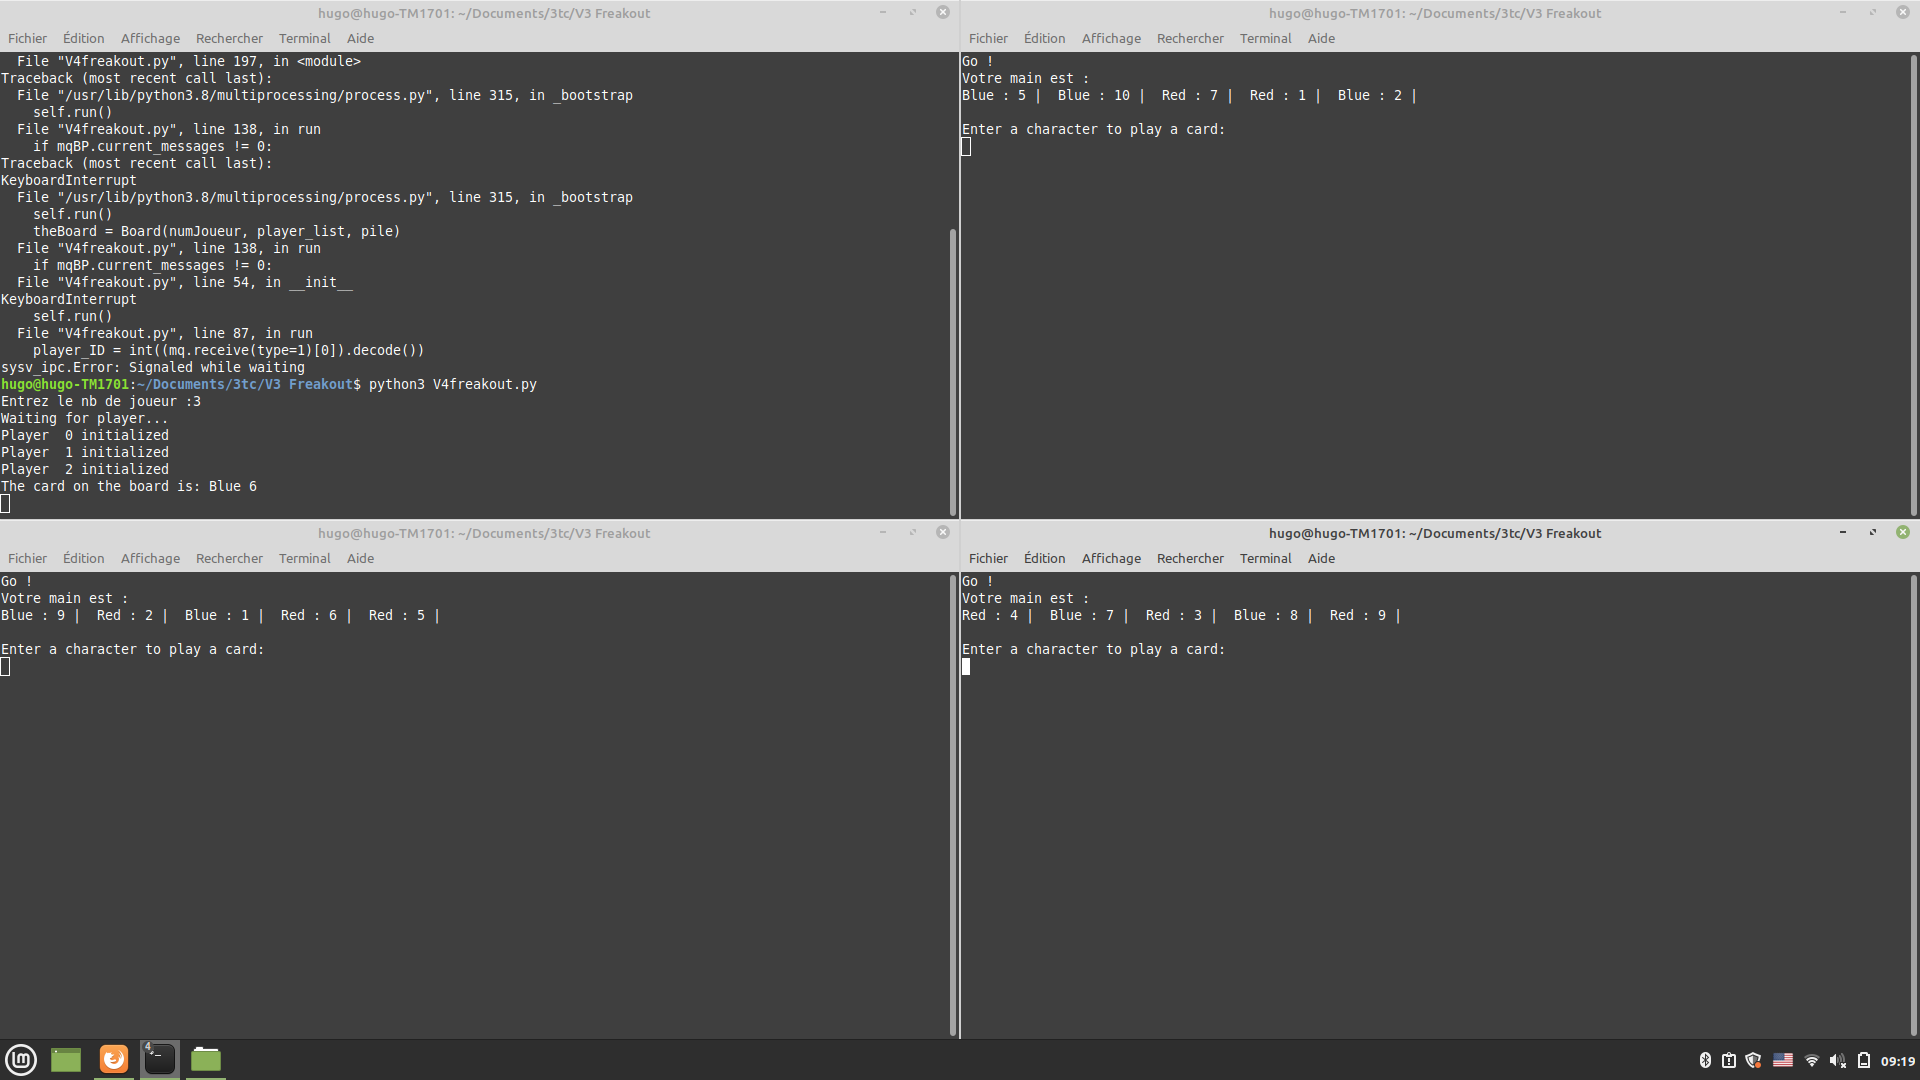 hugo@hugo-TM1701: ~/Documents/3tc/V3 Freakout
Fichier Édition Affichage Rechercher Terminal Aide
  File "V4freakout.py", line 197, in <module>
Traceback (most recent call last):
  File "/usr/lib/python3.8/multiprocessing/process.py", line 315, in _bootstrap
    self.run()
  File "V4freakout.py", line 138, in run
    if mqBP.current_messages != 0:
Traceback (most recent call last):
KeyboardInterrupt
  File "/usr/lib/python3.8/multiprocessing/process.py", line 315, in _bootstrap
    self.run()
    theBoard = Board(numJoueur, player_list, pile)
  File "V4freakout.py", line 138, in run
    if mqBP.current_messages != 0:
  File "V4freakout.py", line 54, in __init__
KeyboardInterrupt
    self.run()
  File "V4freakout.py", line 87, in run
    player_ID = int((mq.receive(type=1)[0]).decode())
sysv_ipc.Error: Signaled while waiting
hugo@hugo-TM1701:~/Documents/3tc/V3 Freakout$ python3 V4freakout.py
Entrez le nb de joueur :3
Waiting for player...
Player  0 initialized
Player  1 initialized
Player  2 initialized
The card on the board is: Blue 6
hugo@hugo-TM1701: ~/Documents/3tc/V3 Freakout
Fichier Édition Affichage Rechercher Terminal Aide
Go !
Votre main est :
Blue : 5 |  Blue : 10 |  Red : 7 |  Red : 1 |  Blue : 2 |
Enter a character to play a card:
hugo@hugo-TM1701: ~/Documents/3tc/V3 Freakout
Fichier Édition Affichage Rechercher Terminal Aide
Go !
Votre main est :
Blue : 9 |  Red : 2 |  Blue : 1 |  Red : 6 |  Red : 5 |
Enter a character to play a card:
hugo@hugo-TM1701: ~/Documents/3tc/V3 Freakout
Fichier Édition Affichage Rechercher Terminal Aide
Go !
Votre main est :
Red : 4 |  Blue : 7 |  Red : 3 |  Blue : 8 |  Red : 9 |
Enter a character to play a card:
lm
4
09:19